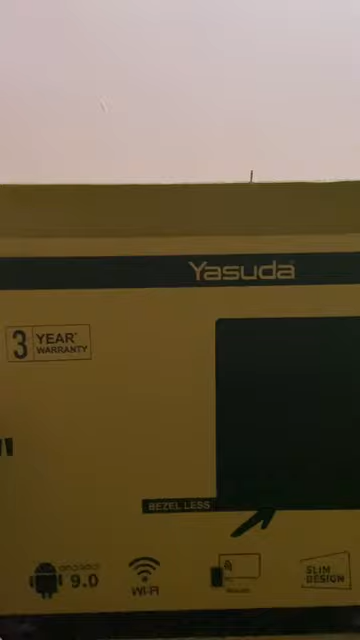 Yasuda
3 YEAR*
WARRANTY
"
BEZEL LESS
android
9.0
Wi-Fi
SLIM
DESIGN